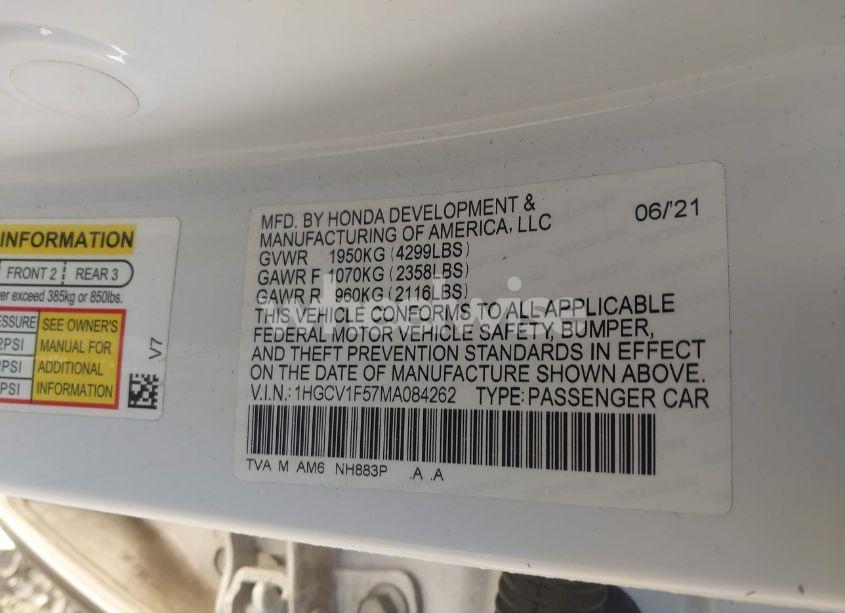 INFORMATION
FRONT 2 REAR 3
er exceed 385kg or 850lbs.
SEE OWNER'S
MANUAL FOR
ADDITIONAL
INFORMATION
2PSI
2PSI
PSI
V7
MFD. BY HONDA DEVELOPMENT & 06/'21
MANUFACTURING OF AMERICA, LLC
GVWR 1950KG (4299LBS)
GAWR F 1070KG (2358LBS)
GAWR R 960KG (2116LBS)
THIS VEHICLE CONFORMS TO ALL APPLICABLE
FEDERAL MOTOR VEHICLE SAFETY, BUMPER,
AND THEFT PREVENTION STANDARDS IN EFFECT
ON THE DATE OF MANUFACTURE SHOWN ABOVE.
V.I.N.: 1HGCV1F57MA084262 TYPE: PASSENGER CAR
TVA M AM6 NH883P .A .A